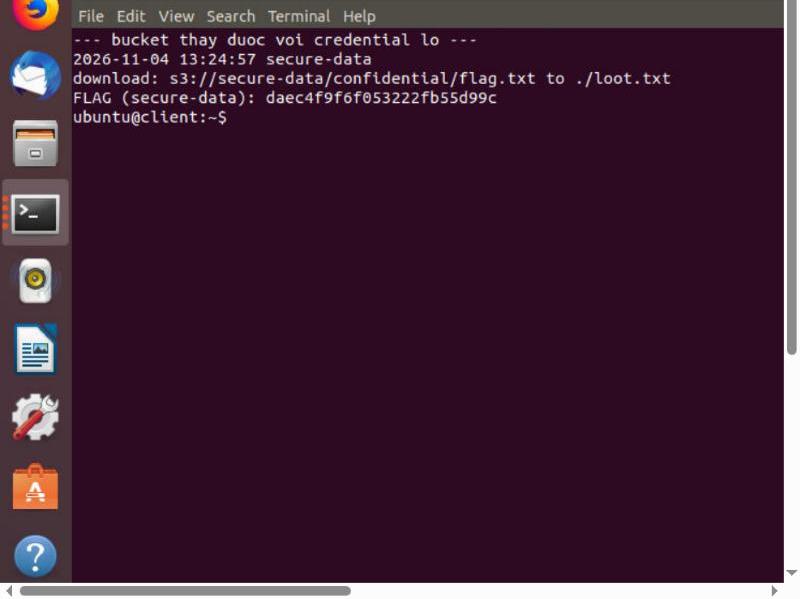 File Edit View Search Terminal Help
--- bucket thay duoc voi credential lo ---
2026-11-04 13:24:57 secure-data
download: s3://secure-data/confidential/flag.txt to ./loot.txt
FLAG (secure-data): daec4f9f6f053222fb55d99c
ubuntu@client:~$